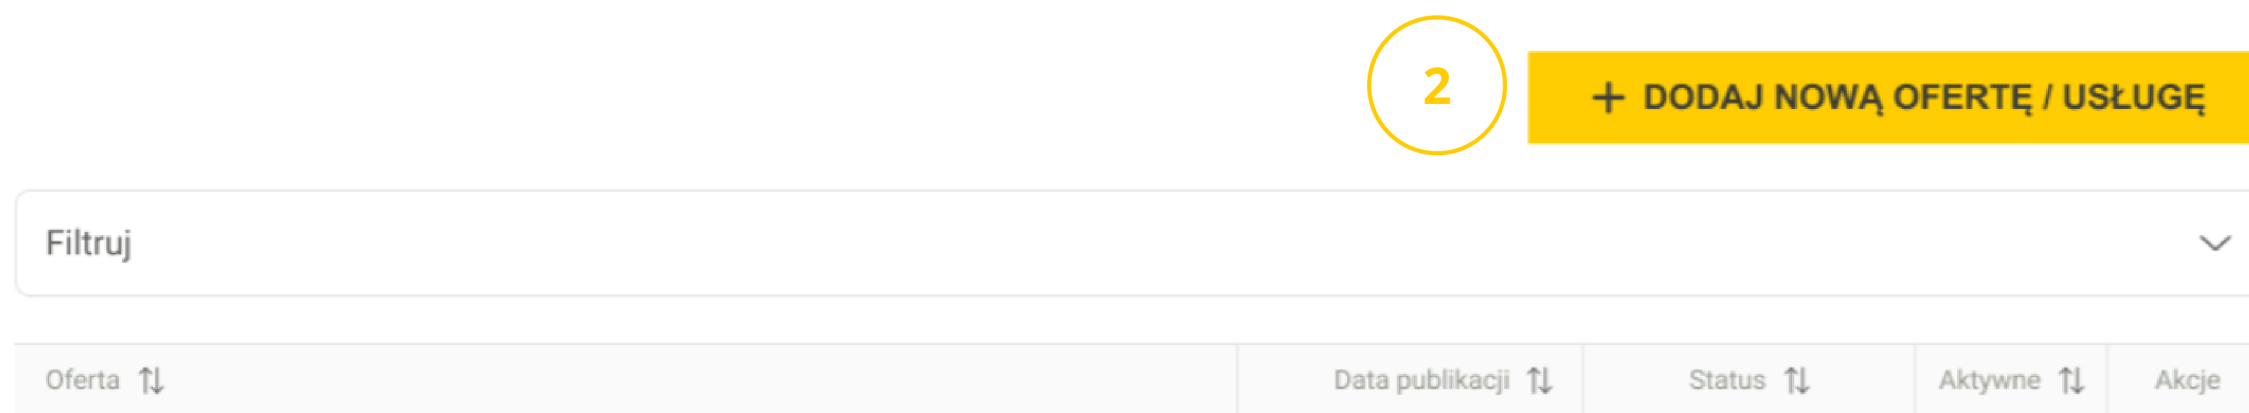 2
+ DODAJ NOWĄ OFERTĘ / USŁUGĘ
Filtruj
Oferta Data publikacji Status Aktywne Akcje